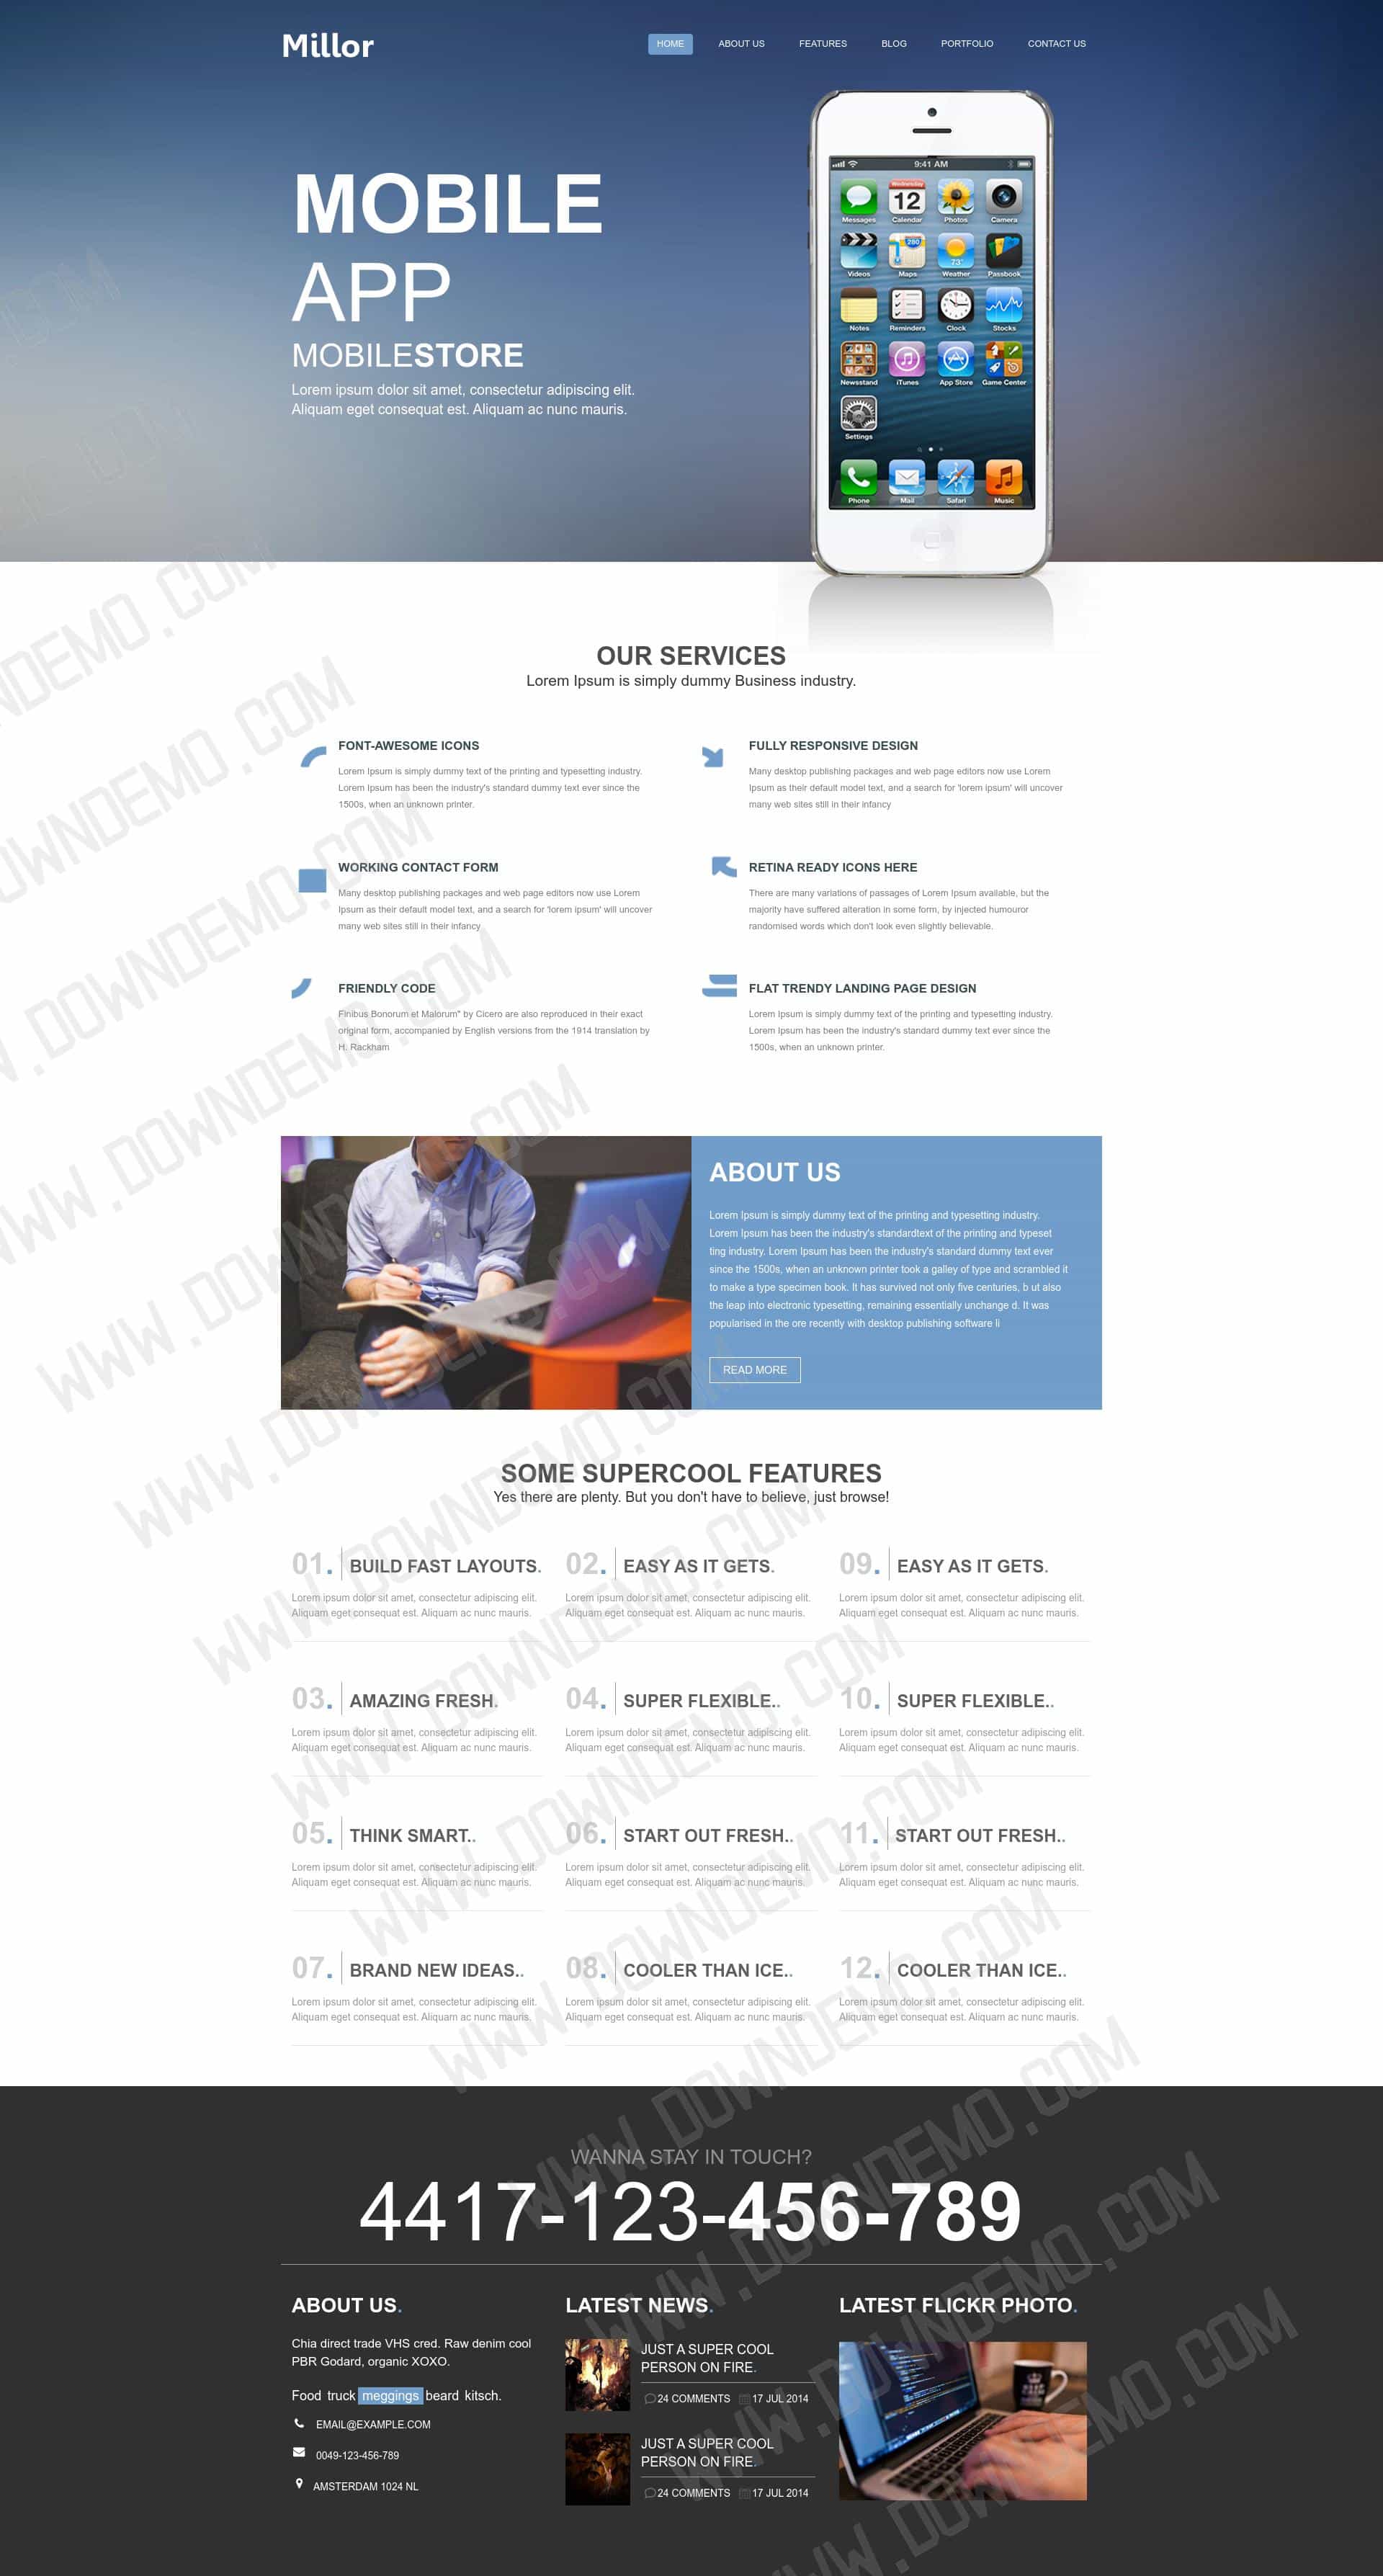 Millor
HOME ABOUT US FEATURES BLOG PORTFOLIO CONTACT US
MOBILE
APP
MOBILESTORE
Lorem ipsum dolor sit amet, consectetur adipiscing elit.
Aliquam eget consequat est. Aliquam ac nunc mauris.
9:41 AM
Wednesday
12
280
73°
Messages Calendar Photos Camera
Videos Maps Weather Passbook
Notes Reminders Clock Stocks
Newsstand iTunes App Store Game Center
Settings
Phone Mail Safari Music
OUR SERVICES
Lorem Ipsum is simply dummy Business industry.
FONT-AWESOME ICONS
Lorem Ipsum is simply dummy text of the printing and typesetting industry.
Lorem Ipsum has been the industry's standard dummy text ever since the
1500s, when an unknown printer.
FULLY RESPONSIVE DESIGN
Many desktop publishing packages and web page editors now use Lorem
Ipsum as their default model text, and a search for 'lorem ipsum' will uncover
many web sites still in their infancy
WORKING CONTACT FORM
Many desktop publishing packages and web page editors now use Lorem
Ipsum as their default model text, and a search for 'lorem ipsum' will uncover
many web sites still in their infancy
RETINA READY ICONS HERE
There are many variations of passages of Lorem Ipsum available, but the
majority have suffered alteration in some form, by injected humouror
randomised words which don't look even slightly believable.
FRIENDLY CODE
Finibus Bonorum et Malorum" by Cicero are also reproduced in their exact
original form, accompanied by English versions from the 1914 translation by
H. Rackham
FLAT TRENDY LANDING PAGE DESIGN
Lorem Ipsum is simply dummy text of the printing and typesetting industry.
Lorem Ipsum has been the industry's standard dummy text ever since the
1500s, when an unknown printer.
ABOUT US
Lorem Ipsum is simply dummy text of the printing and typesetting industry.
Lorem Ipsum has been the industry's standardtext of the printing and typeset
ting industry. Lorem Ipsum has been the industry's standard dummy text ever
since the 1500s, when an unknown printer took a galley of type and scrambled it
to make a type specimen book. It has survived not only five centuries, b ut also
the leap into electronic typesetting, remaining essentially unchange d. It was
popularised in the ore recently with desktop publishing software li
READ MORE
SOME SUPERCOOL FEATURES
Yes there are plenty. But you don't have to believe, just browse!
01. BUILD FAST LAYOUTS.
Lorem ipsum dolor sit amet, consectetur adipiscing elit.
Aliquam eget consequat est. Aliquam ac nunc mauris.
02. EASY AS IT GETS.
Lorem ipsum dolor sit amet, consectetur adipiscing elit.
Aliquam eget consequat est. Aliquam ac nunc mauris.
09. EASY AS IT GETS.
Lorem ipsum dolor sit amet, consectetur adipiscing elit.
Aliquam eget consequat est. Aliquam ac nunc mauris.
03. AMAZING FRESH.
Lorem ipsum dolor sit amet, consectetur adipiscing elit.
Aliquam eget consequat est. Aliquam ac nunc mauris.
04. SUPER FLEXIBLE..
Lorem ipsum dolor sit amet, consectetur adipiscing elit.
Aliquam eget consequat est. Aliquam ac nunc mauris.
10. SUPER FLEXIBLE..
Lorem ipsum dolor sit amet, consectetur adipiscing elit.
Aliquam eget consequat est. Aliquam ac nunc mauris.
05. THINK SMART..
Lorem ipsum dolor sit amet, consectetur adipiscing elit.
Aliquam eget consequat est. Aliquam ac nunc mauris.
06. START OUT FRESH..
Lorem ipsum dolor sit amet, consectetur adipiscing elit.
Aliquam eget consequat est. Aliquam ac nunc mauris.
11. START OUT FRESH..
Lorem ipsum dolor sit amet, consectetur adipiscing elit.
Aliquam eget consequat est. Aliquam ac nunc mauris.
07. BRAND NEW IDEAS..
Lorem ipsum dolor sit amet, consectetur adipiscing elit.
Aliquam eget consequat est. Aliquam ac nunc mauris.
08. COOLER THAN ICE..
Lorem ipsum dolor sit amet, consectetur adipiscing elit.
Aliquam eget consequat est. Aliquam ac nunc mauris.
12. COOLER THAN ICE..
Lorem ipsum dolor sit amet, consectetur adipiscing elit.
Aliquam eget consequat est. Aliquam ac nunc mauris.
WANNA STAY IN TOUCH?
4417-123-456-789
ABOUT US.
Chia direct trade VHS cred. Raw denim cool
PBR Godard, organic XOXO.
Food truck meggings beard kitsch.
EMAIL@EXAMPLE.COM
0049-123-456-789
AMSTERDAM 1024 NL
LATEST NEWS.
JUST A SUPER COOL
PERSON ON FIRE.
24 COMMENTS 17 JUL 2014
JUST A SUPER COOL
PERSON ON FIRE.
24 COMMENTS 17 JUL 2014
LATEST FLICKR PHOTO.
WWW.DOWNDEMO.COM